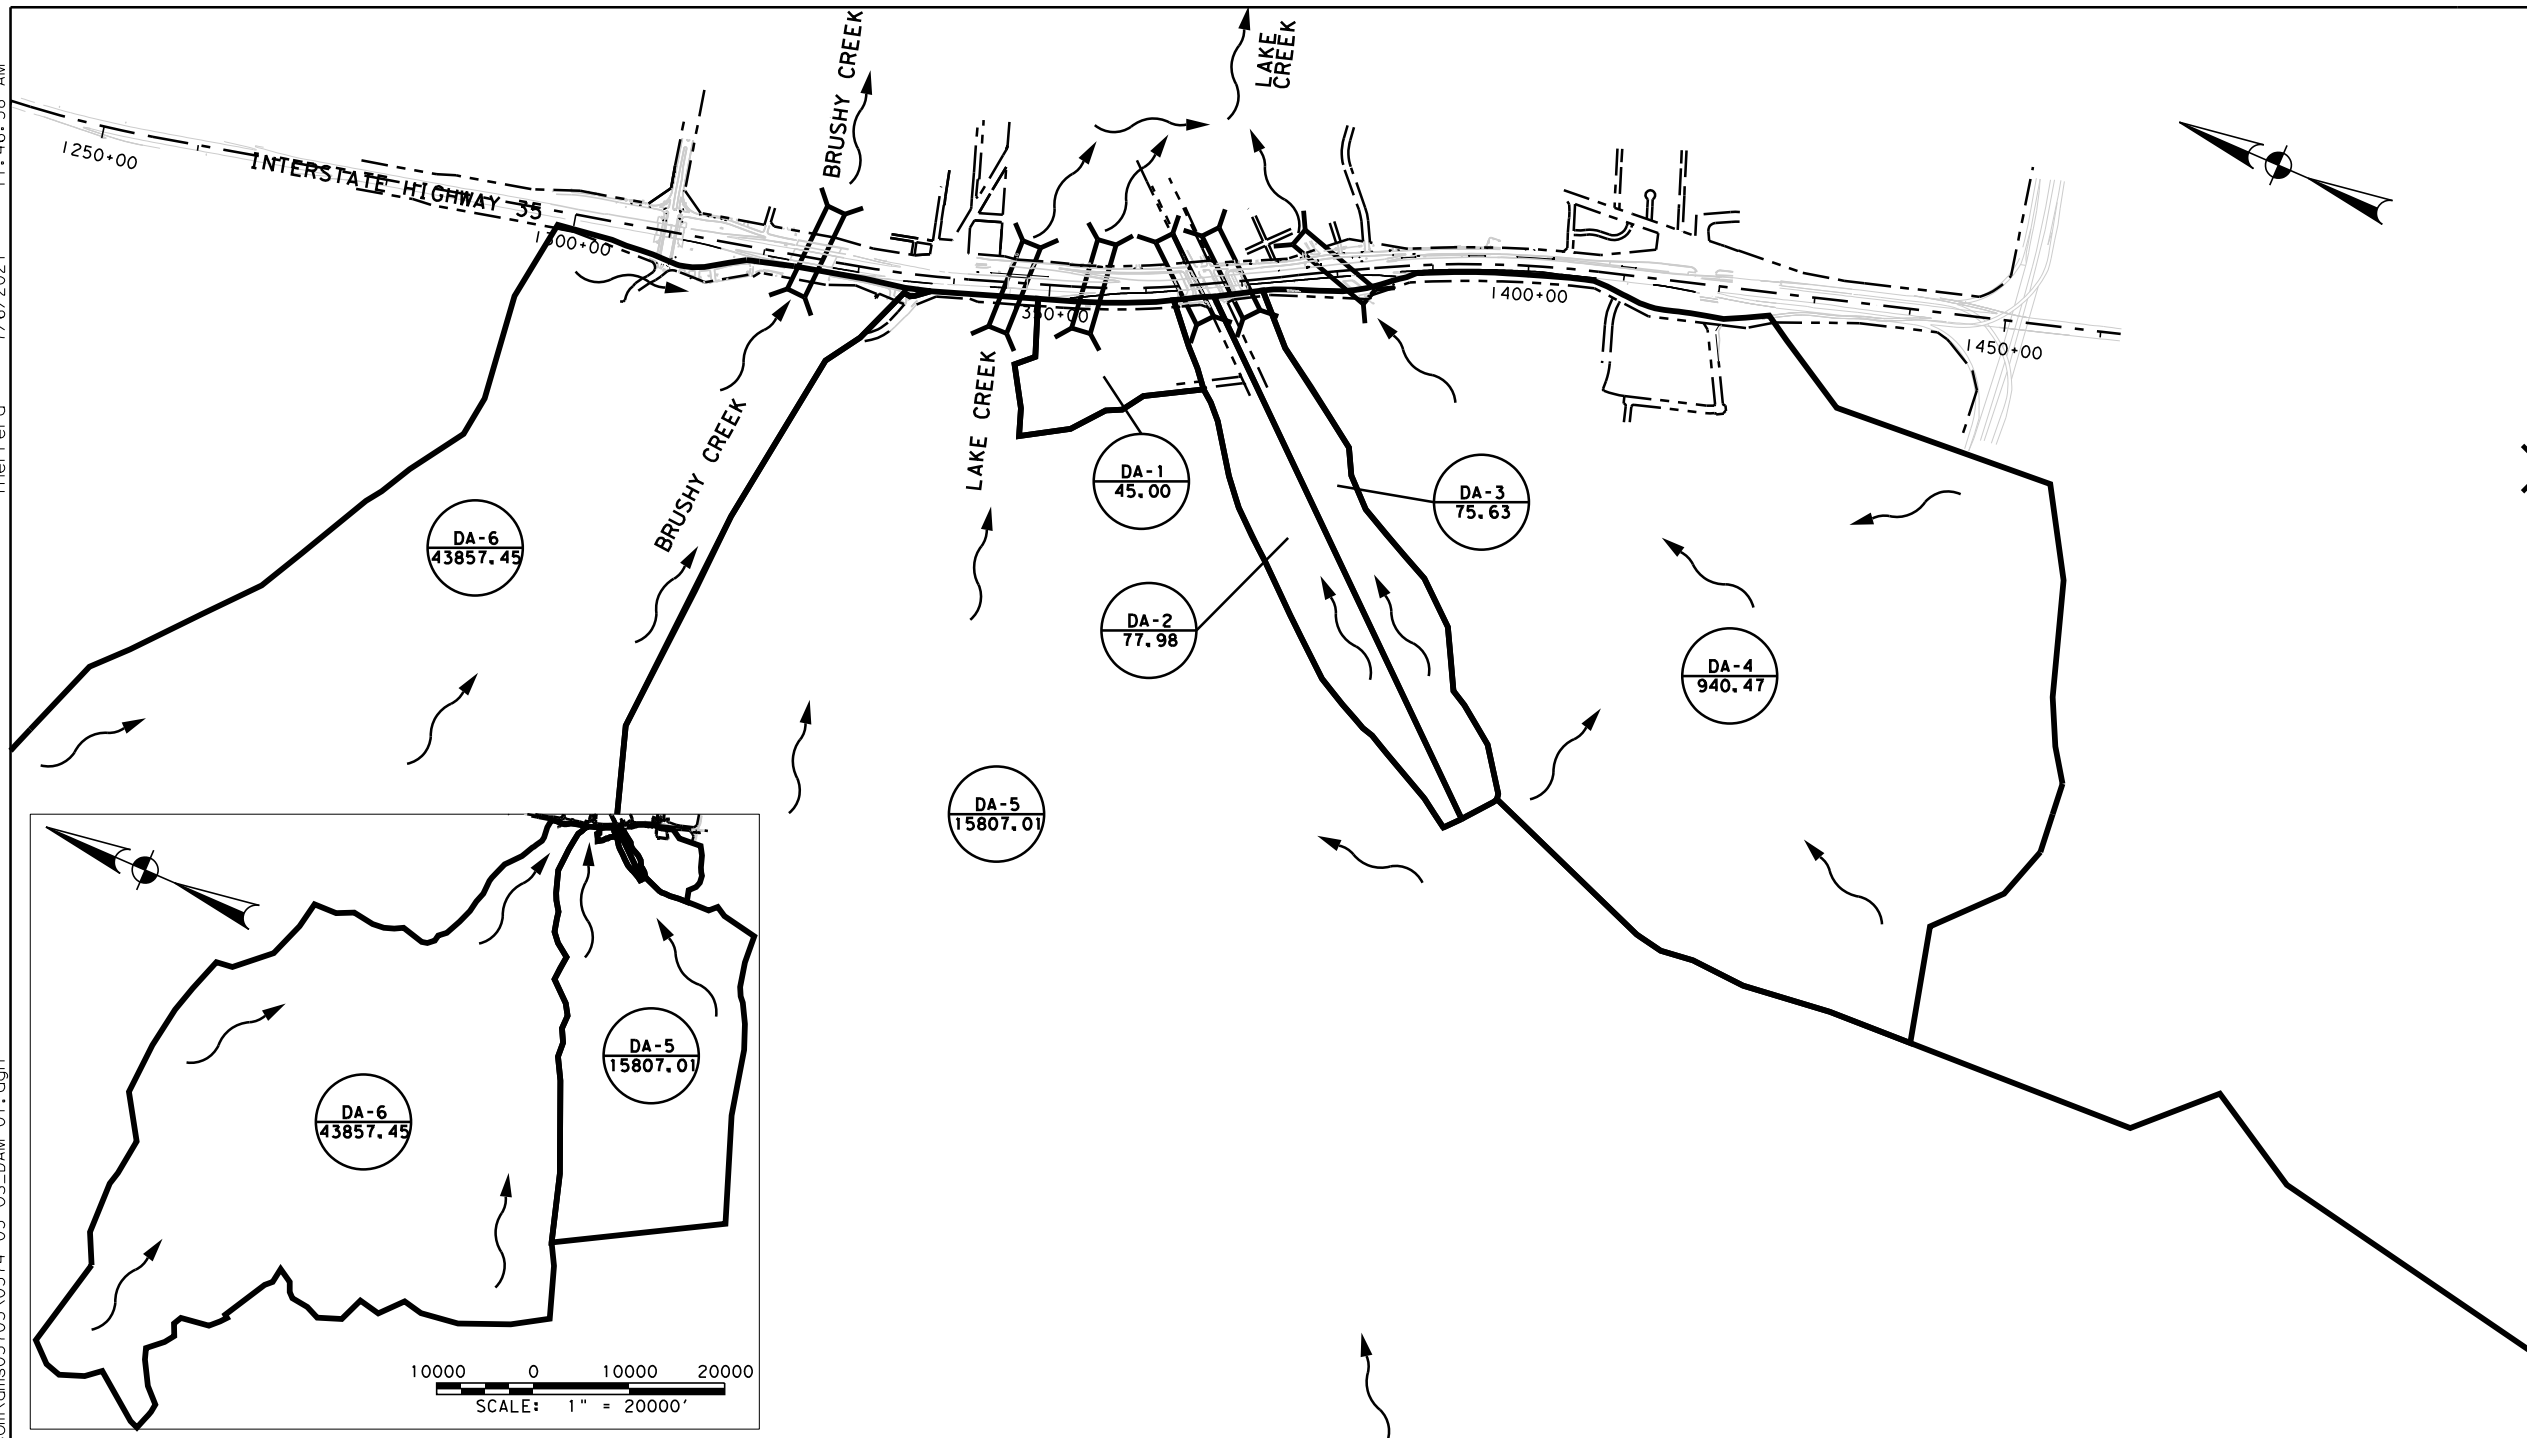 BRUSHY CREEK
LAKE
CREEK
1250+00
INTERSTATE HIGHWAY 35
1300+00
1350+00
1400+00
1450+00
BRUSHY CREEK
LAKE CREEK
DA-1
45.00
DA-3
75.63
DA-6
43857.45
DA-2
77.98
DA-4
940.47
DA-5
15807.01
DA-5
15807.01
DA-6
43857.45
10000 0 10000 20000
SCALE: 1" = 20000'